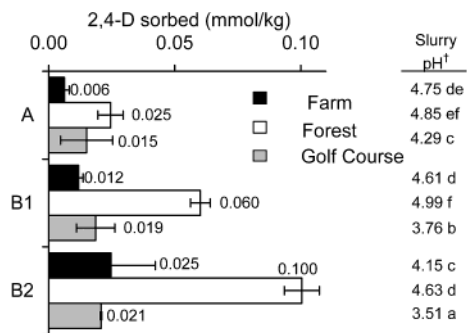 2,4-D sorbed (mmol/kg)
0.00 0.05 0.10
Slurry
pH†
A
0.006
0.025
0.015
4.75 de
4.85 ef
4.29 c
Farm
Forest
Golf Course
B1
0.012
0.060
0.019
4.61 d
4.99 f
3.76 b
B2
0.025
0.100
0.021
4.15 c
4.63 d
3.51 a